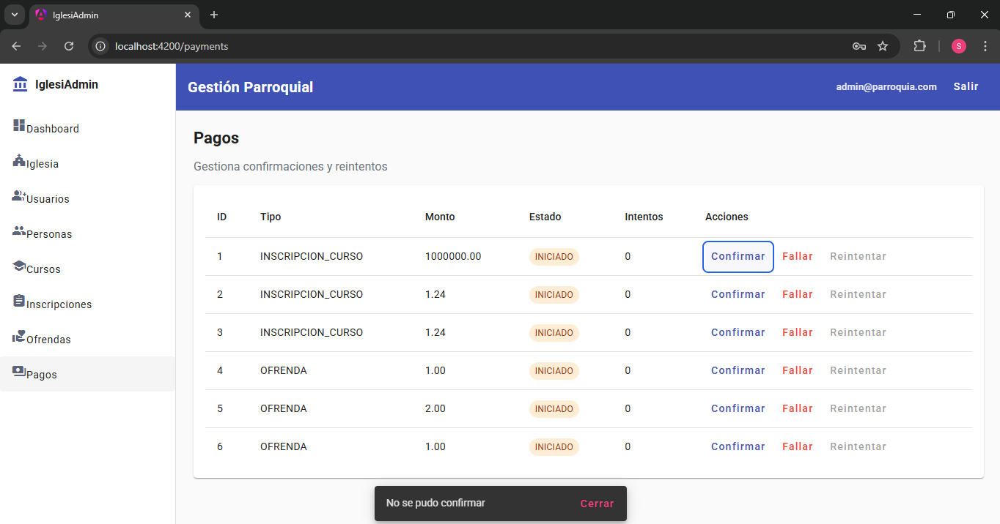 IglesiAdmin
localhost:4200/payments
S
IglesiAdmin
Gestión Parroquial
admin@parroquia.com
Salir
Dashboard
Iglesia
Usuarios
Personas
Cursos
Inscripciones
Ofrendas
Pagos
Pagos
Gestiona confirmaciones y reintentos
ID Tipo Monto Estado Intentos Acciones
1 INSCRIPCION_CURSO 1000000.00 INICIADO 0 Confirmar Fallar Reintentar
2 INSCRIPCION_CURSO 1.24 INICIADO 0 Confirmar Fallar Reintentar
3 INSCRIPCION_CURSO 1.24 INICIADO 0 Confirmar Fallar Reintentar
4 OFRENDA 1.00 INICIADO 0 Confirmar Fallar Reintentar
5 OFRENDA 2.00 INICIADO 0 Confirmar Fallar Reintentar
6 OFRENDA 1.00 INICIADO 0 Confirmar Fallar Reintentar
No se pudo confirmar Cerrar